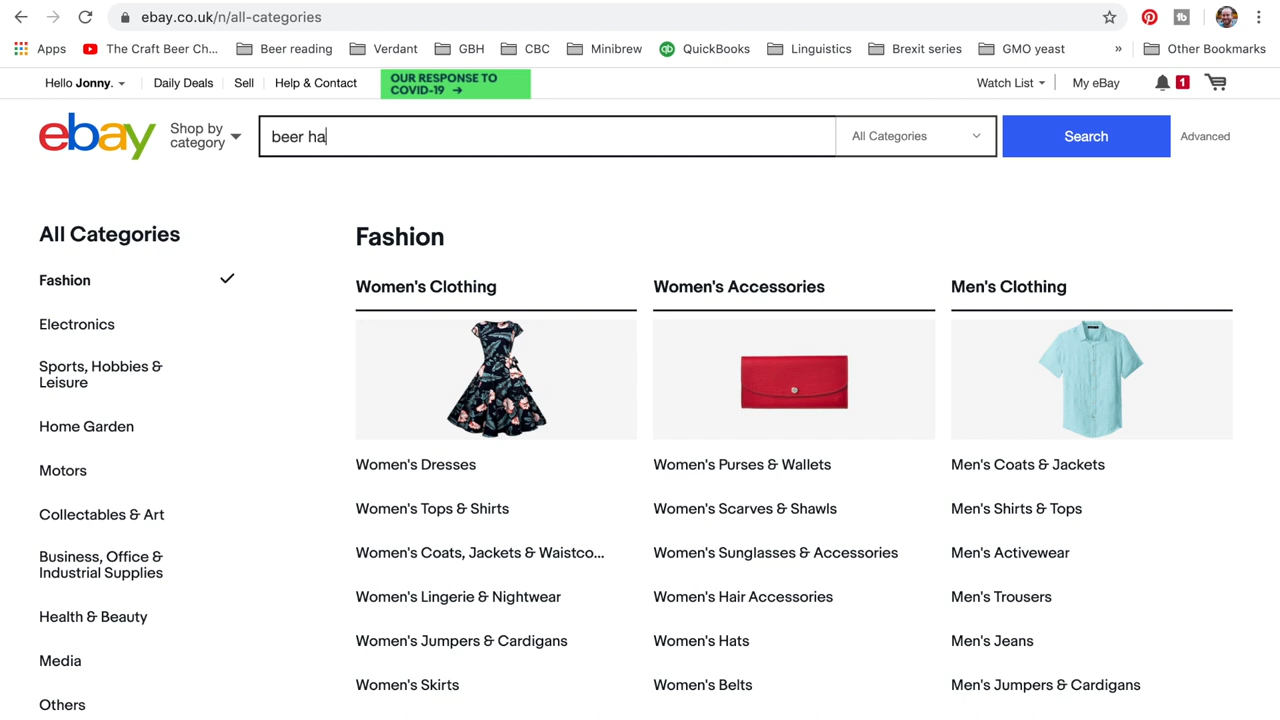 ebay.co.uk/n/all-categories
Apps The Craft Beer Ch... Beer reading Verdant GBH CBC Minibrew QuickBooks Linguistics Brexit series GMO yeast » Other Bookmarks
Hello Jonny. Daily Deals Sell Help & Contact
OUR RESPONSE TO
COVID-19 →
Watch List My eBay 1
ebay
Shop by
category
beer ha
All Categories
Search
Advanced
All Categories
Fashion
Electronics
Sports, Hobbies &
Leisure
Home Garden
Motors
Collectables & Art
Business, Office &
Industrial Supplies
Health & Beauty
Media
Others
Fashion
Women's Clothing
Women's Dresses
Women's Tops & Shirts
Women's Coats, Jackets & Waistco...
Women's Lingerie & Nightwear
Women's Jumpers & Cardigans
Women's Skirts
Women's Accessories
Women's Purses & Wallets
Women's Scarves & Shawls
Women's Sunglasses & Accessories
Women's Hair Accessories
Women's Hats
Women's Belts
Men's Clothing
Men's Coats & Jackets
Men's Shirts & Tops
Men's Activewear
Men's Trousers
Men's Jeans
Men's Jumpers & Cardigans